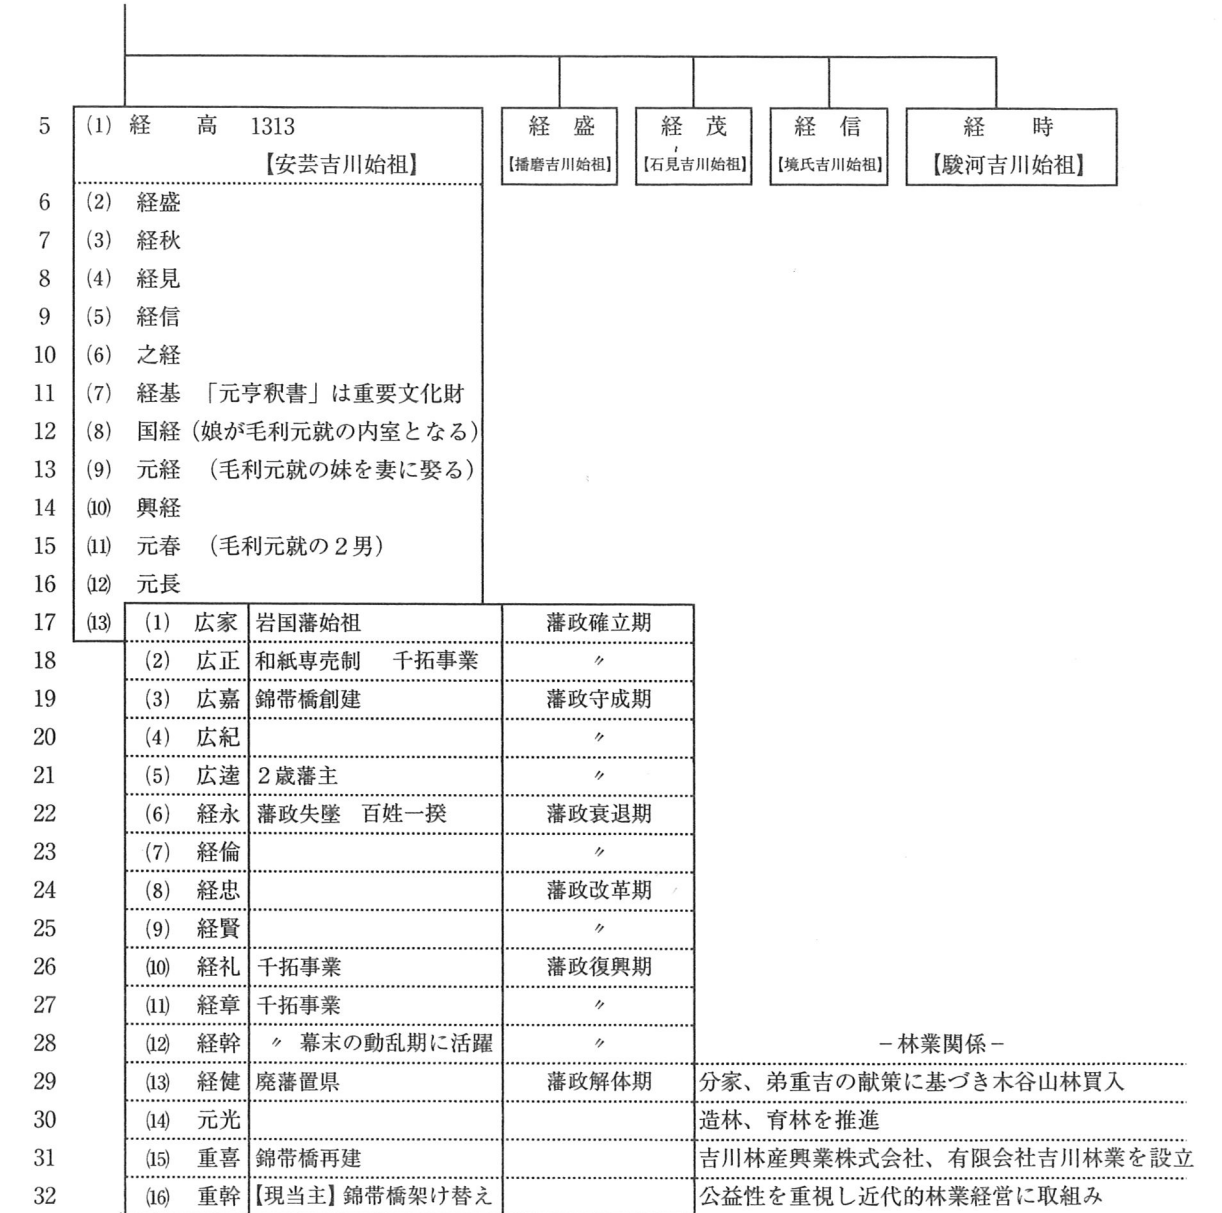 5 (1) 経 高 1313 経 盛 経 茂 経 信 経 時
【安芸吉川始祖】 【播磨吉川始祖】 【石見吉川始祖】 【境氏吉川始祖】 【駿河吉川始祖】
6 (2) 経盛
7 (3) 経秋
8 (4) 経見
9 (5) 経信
10 (6) 之経
11 (7) 経基 「元亨釈書」は重要文化財
12 (8) 国経(娘が毛利元就の内室となる)
13 (9) 元経 (毛利元就の妹を妻に娶る)
14 (10) 興経
15 (11) 元春 (毛利元就の2男)
16 (12) 元長
17 (13) (1) 広家 岩国藩始祖 藩政確立期
18 (2) 広正 和紙専売制 千拓事業 〃
19 (3) 広嘉 錦帯橋創建 藩政守成期
20 (4) 広紀 〃
21 (5) 広逵 2歳藩主 〃
22 (6) 経永 藩政失墜 百姓一揆 藩政衰退期
23 (7) 経倫 〃
24 (8) 経忠 藩政改革期
25 (9) 経賢 〃
26 (10) 経礼 千拓事業 藩政復興期
27 (11) 経章 千拓事業 〃
28 (12) 経幹 〃 幕末の動乱期に活躍 〃 −林業関係−
29 (13) 経健 廃藩置県 藩政解体期 分家、弟重吉の献策に基づき木谷山林買入
30 (14) 元光 造林、育林を推進
31 (15) 重喜 錦帯橋再建 吉川林産興業株式会社、有限会社吉川林業を設立
32 (16) 重幹 【現当主】錦帯橋架け替え 公益性を重視し近代的林業経営に取組み